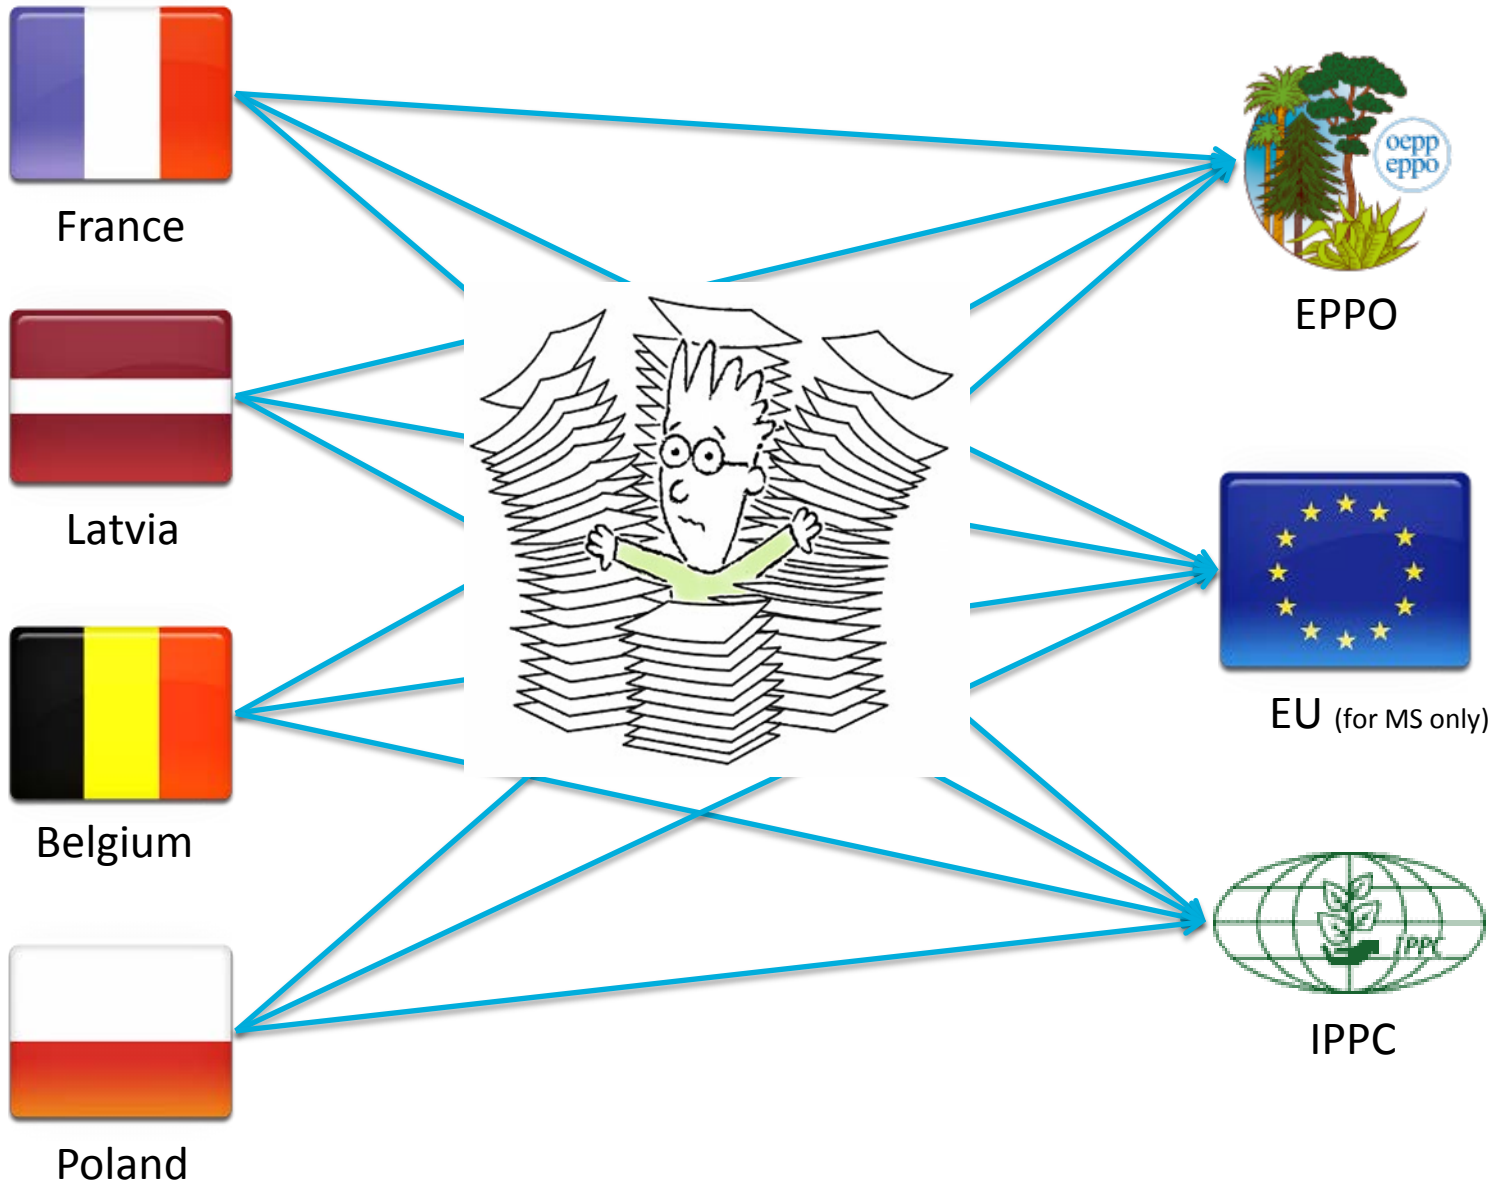 France
Latvia
Belgium
Poland
oepp
eppo
EPPO
EU (for MS only)
IPPC
IPPC